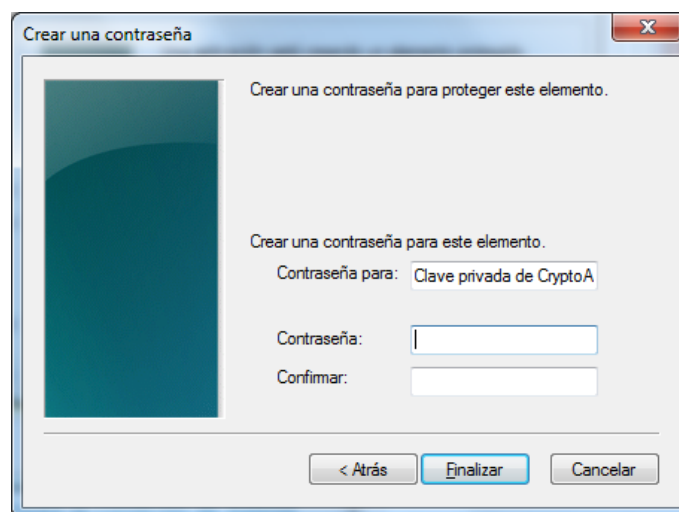 Crear una contraseña
Crear una contraseña para proteger este elemento.
Crear una contraseña para este elemento.
Contraseña para: Clave privada de CryptoA
Contraseña:
Confirmar:
< Atrás Finalizar Cancelar